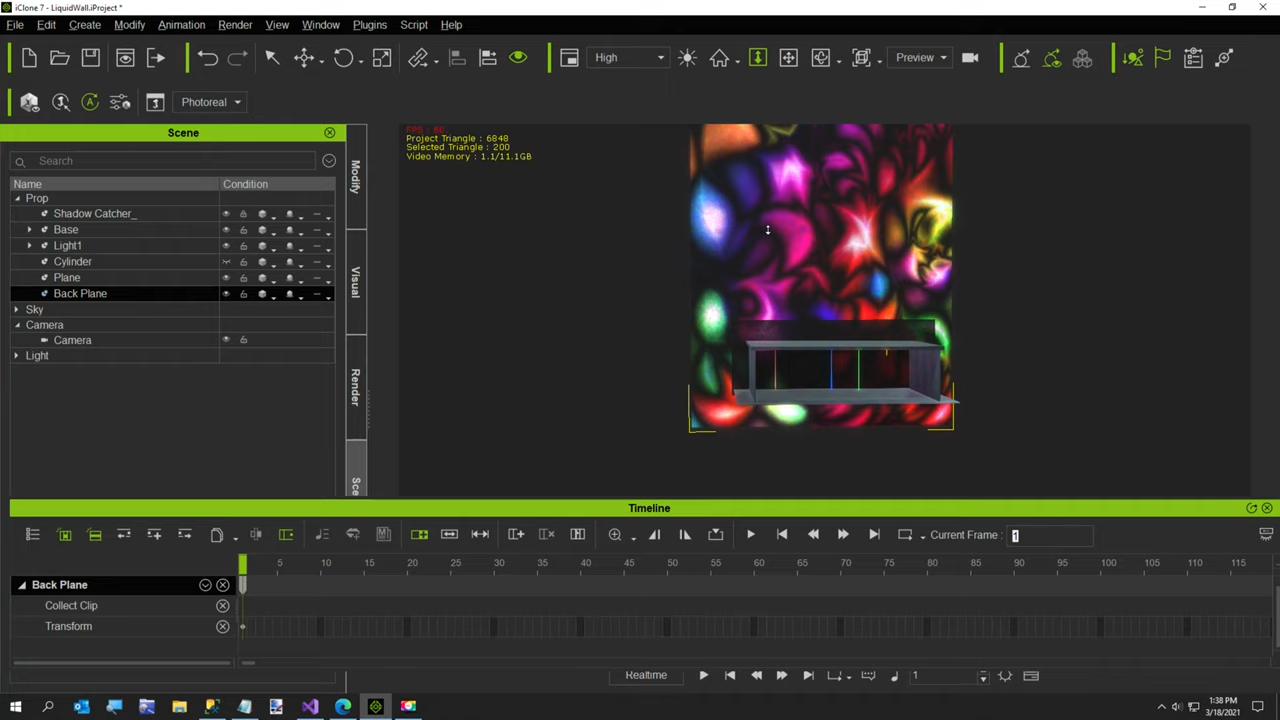 iClone 7 - LiquidWall.iProject *
File Edit Create Modify Animation Render View Window Plugins Script Help
High
Preview
Photoreal
Scene
Search
Name Condition
Prop
Shadow Catcher_
Base
Light1
Cylinder
Plane
Back Plane
Sky
Camera
Camera
Light
Modify
Visual
Render
Sce
FPS : 60
Project Triangle : 6848
Selected Triangle : 200
Video Memory : 1.1/11.1GB
Timeline
Current Frame : 1
5 10 15 20 25 30 35 40 45 50 55 60 65 70 75 80 85 90 95 100 105 110 115
Back Plane
Collect Clip
Transform
Realtime
1
1:38 PM
3/18/2021